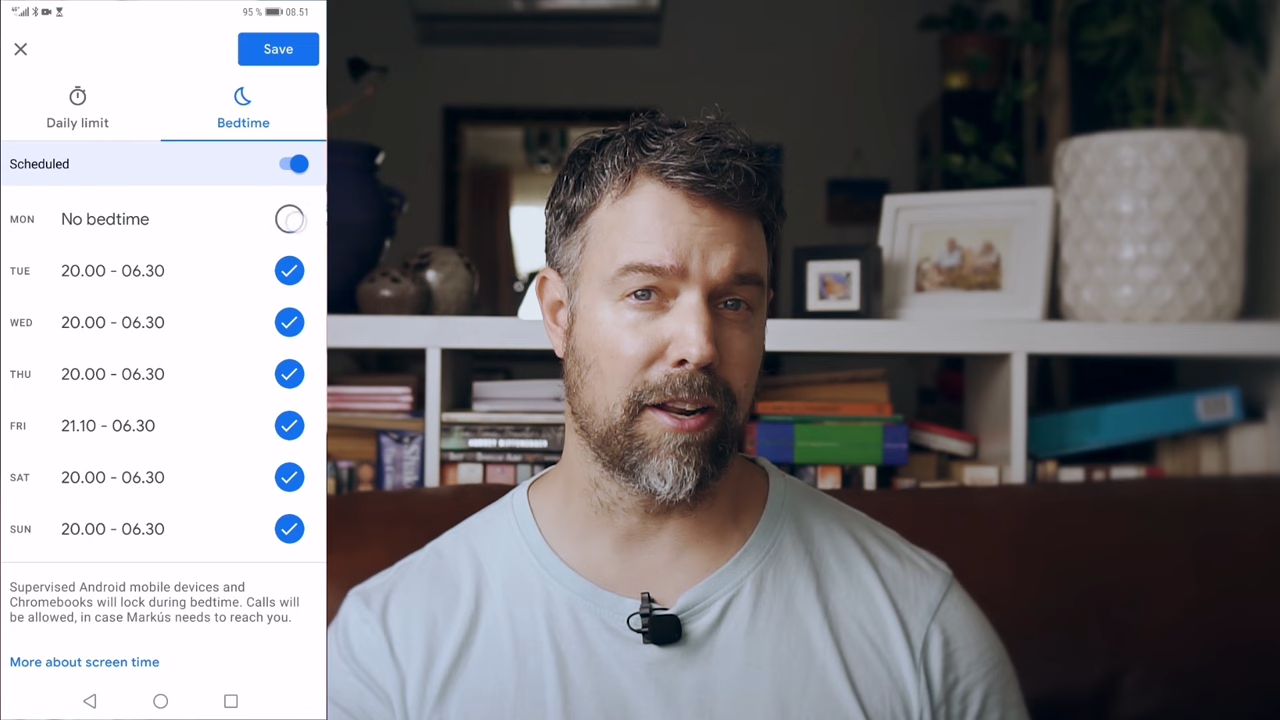 95 % 08.51
Save
Daily limit
Bedtime
Scheduled
MON No bedtime
TUE 20.00 - 06.30
WED 20.00 - 06.30
THU 20.00 - 06.30
FRI 21.10 - 06.30
SAT 20.00 - 06.30
SUN 20.00 - 06.30
Supervised Android mobile devices and
Chromebooks will lock during bedtime. Calls will
be allowed, in case Markús needs to reach you.
More about screen time